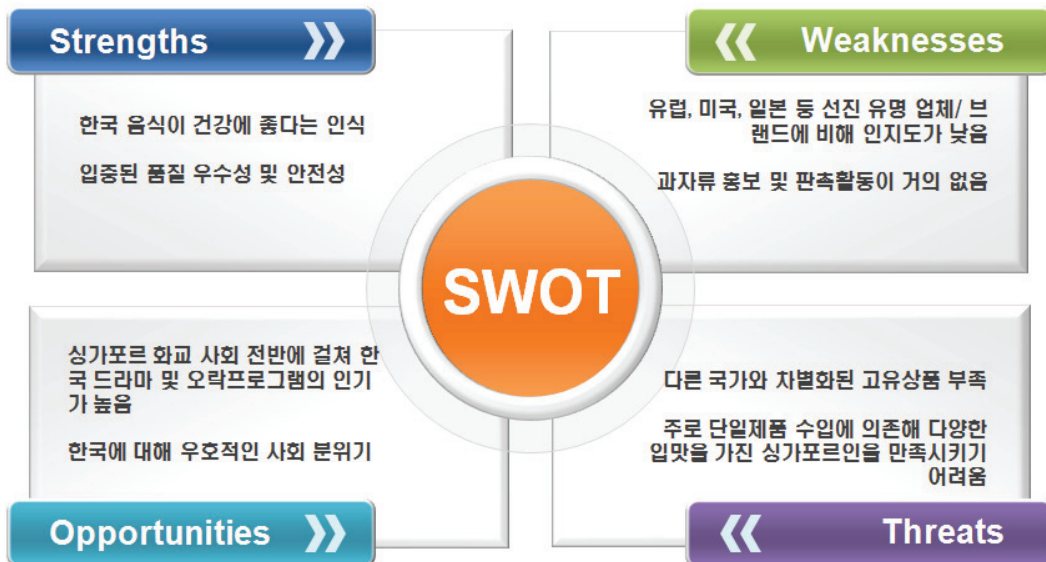 Strengths
한국 음식이 건강에 좋다는 인식
입증된 품질 우수성 및 안전성
Weaknesses
유럽, 미국, 일본 등 선진 유명 업체/ 브
랜드에 비해 인지도가 낮음
과자류 홍보 및 판촉활동이 거의 없음
SWOT
싱가포르 화교 사회 전반에 걸쳐 한
국 드라마 및 오락프로그램의 인기
가 높음
한국에 대해 우호적인 사회 분위기
Opportunities
다른 국가와 차별화된 고유상품 부족
주로 단일제품 수입에 의존해 다양한
입맛을 가진 싱가포르인을 만족시키기
어려움
Threats